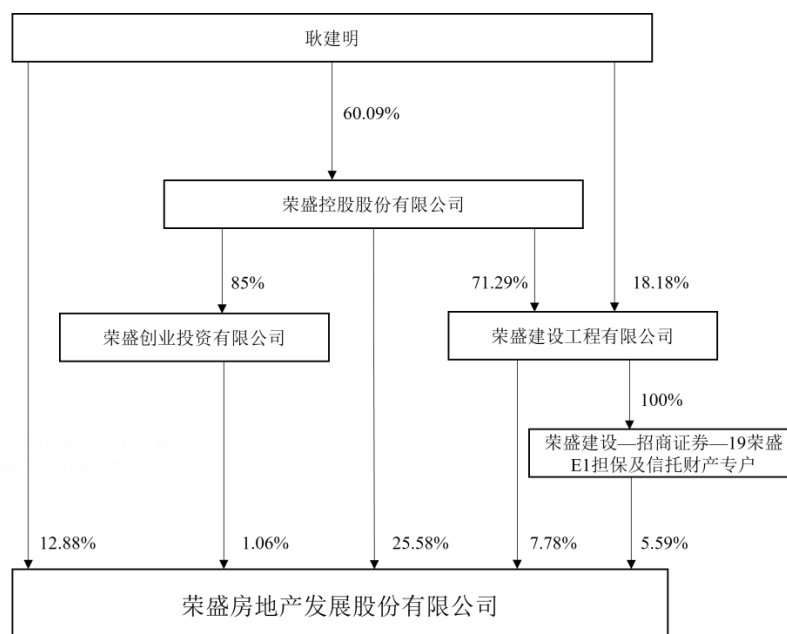 耿建明
60.09%
荣盛控股股份有限公司
85%
71.29%
18.18%
荣盛创业投资有限公司
荣盛建设工程有限公司
100%
荣盛建设—招商证券—19荣盛
E1担保及信托财产专户
12.88%
1.06%
25.58%
7.78%
5.59%
荣盛房地产发展股份有限公司